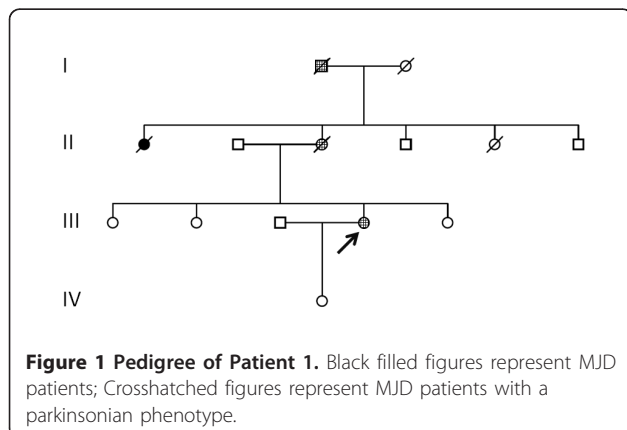 I
II
III
IV
Figure 1 Pedigree of Patient 1. Black filled figures represent MJD
patients; Crosshatched figures represent MJD patients with a
parkinsonian phenotype.